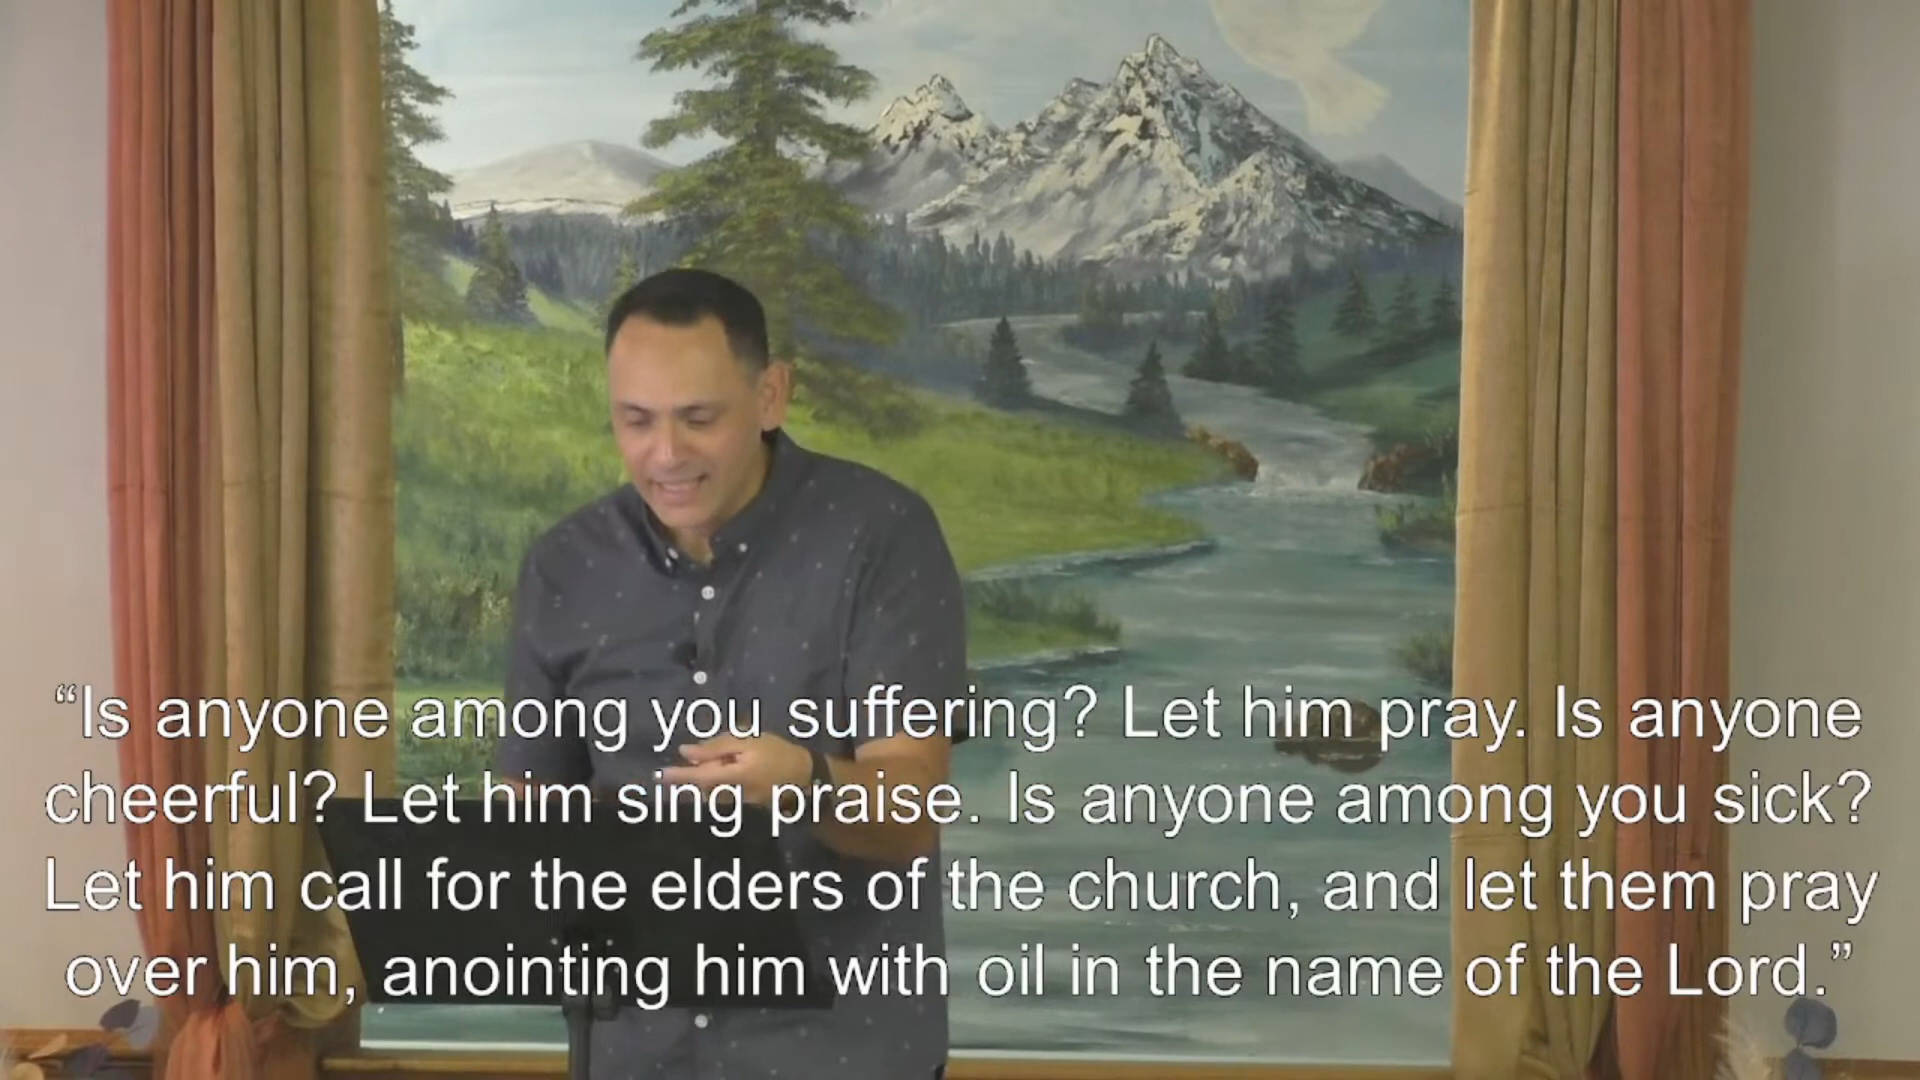 “Is anyone among you suffering? Let him pray. Is anyone
cheerful? Let him sing praise. Is anyone among you sick?
Let him call for the elders of the church, and let them pray
over him, anointing him with oil in the name of the Lord.”